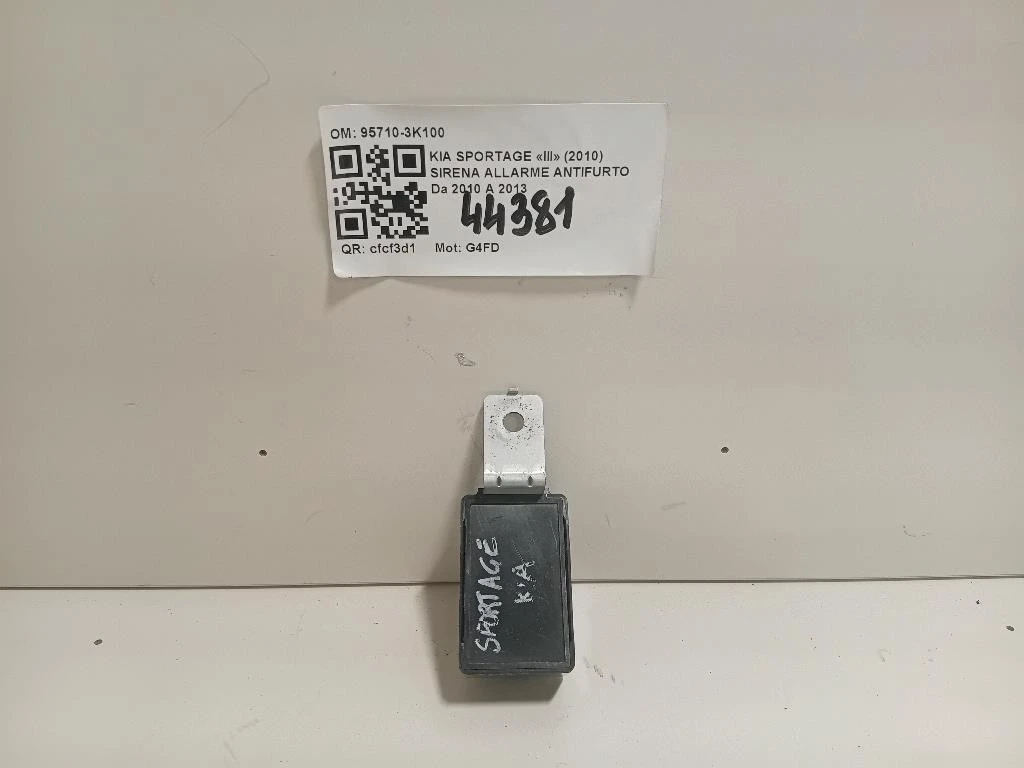 OM: 95710-3K100
KIA SPORTAGE «III» (2010)
SIRENA ALLARME ANTIFURTO
Da 2010 A 2013
44381
QR: cfcf3d1 Mot: G4FD
SPORTAGE
KIA